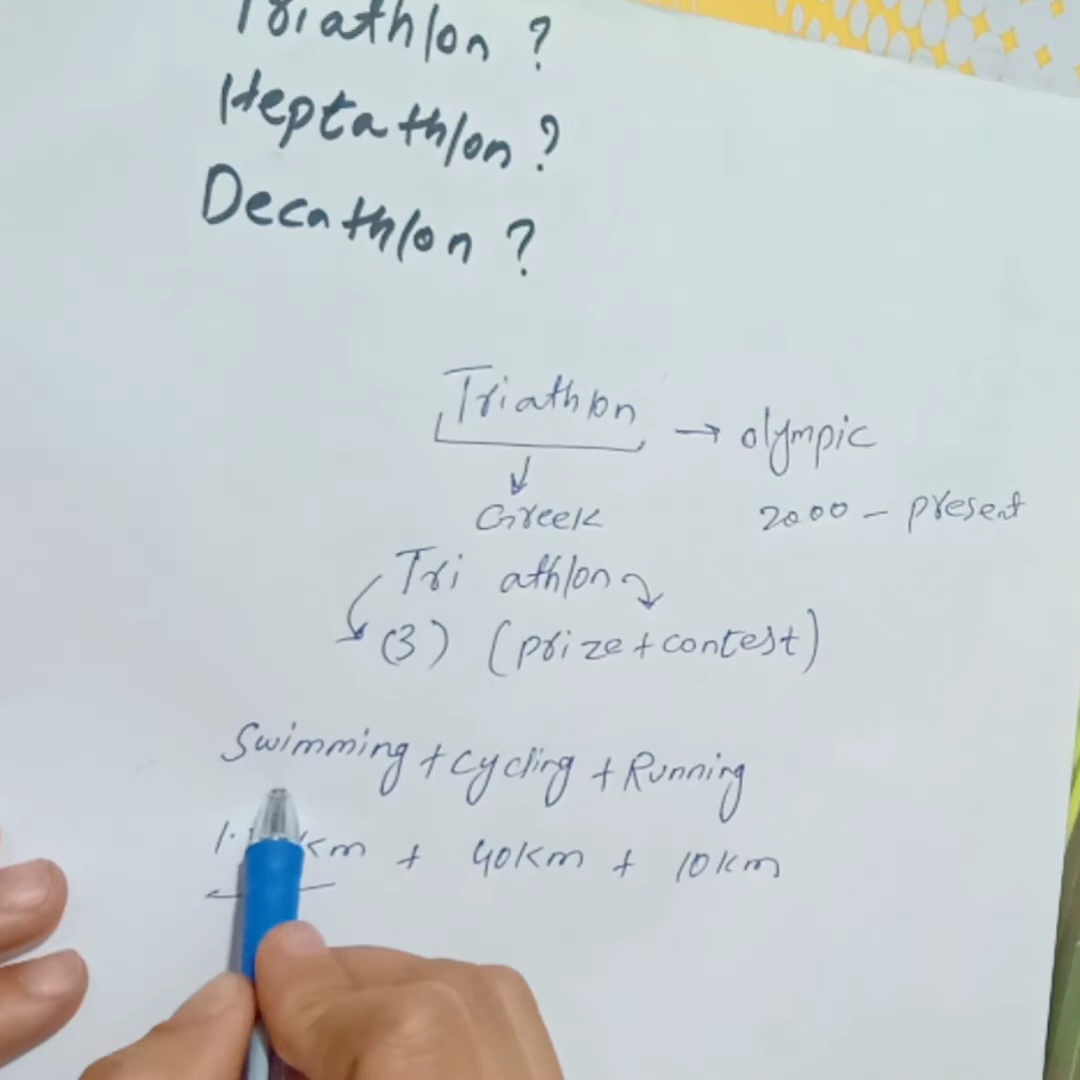 Triathlon ?
Heptathlon ?
Decathlon ?
Triathlon → olympic
Greek 2000 - present
Tri athlon
(3) (prize + contest)
Swimming + Cycling + Running
km + 40km + 10km